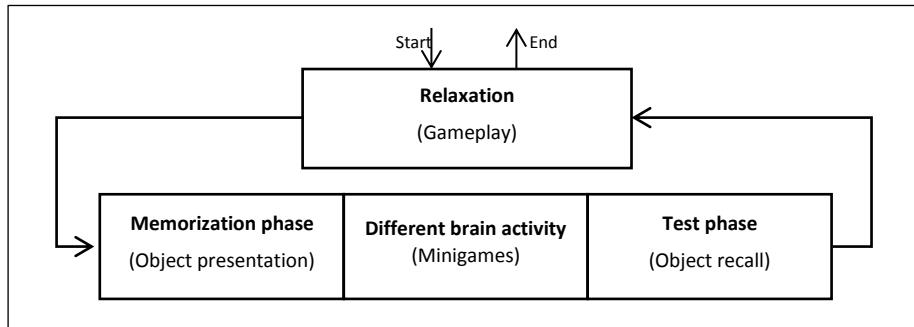 Start
End
Relaxation
(Gameplay)
Memorization phase
(Object presentation)
Different brain activity
(Minigames)
Test phase
(Object recall)